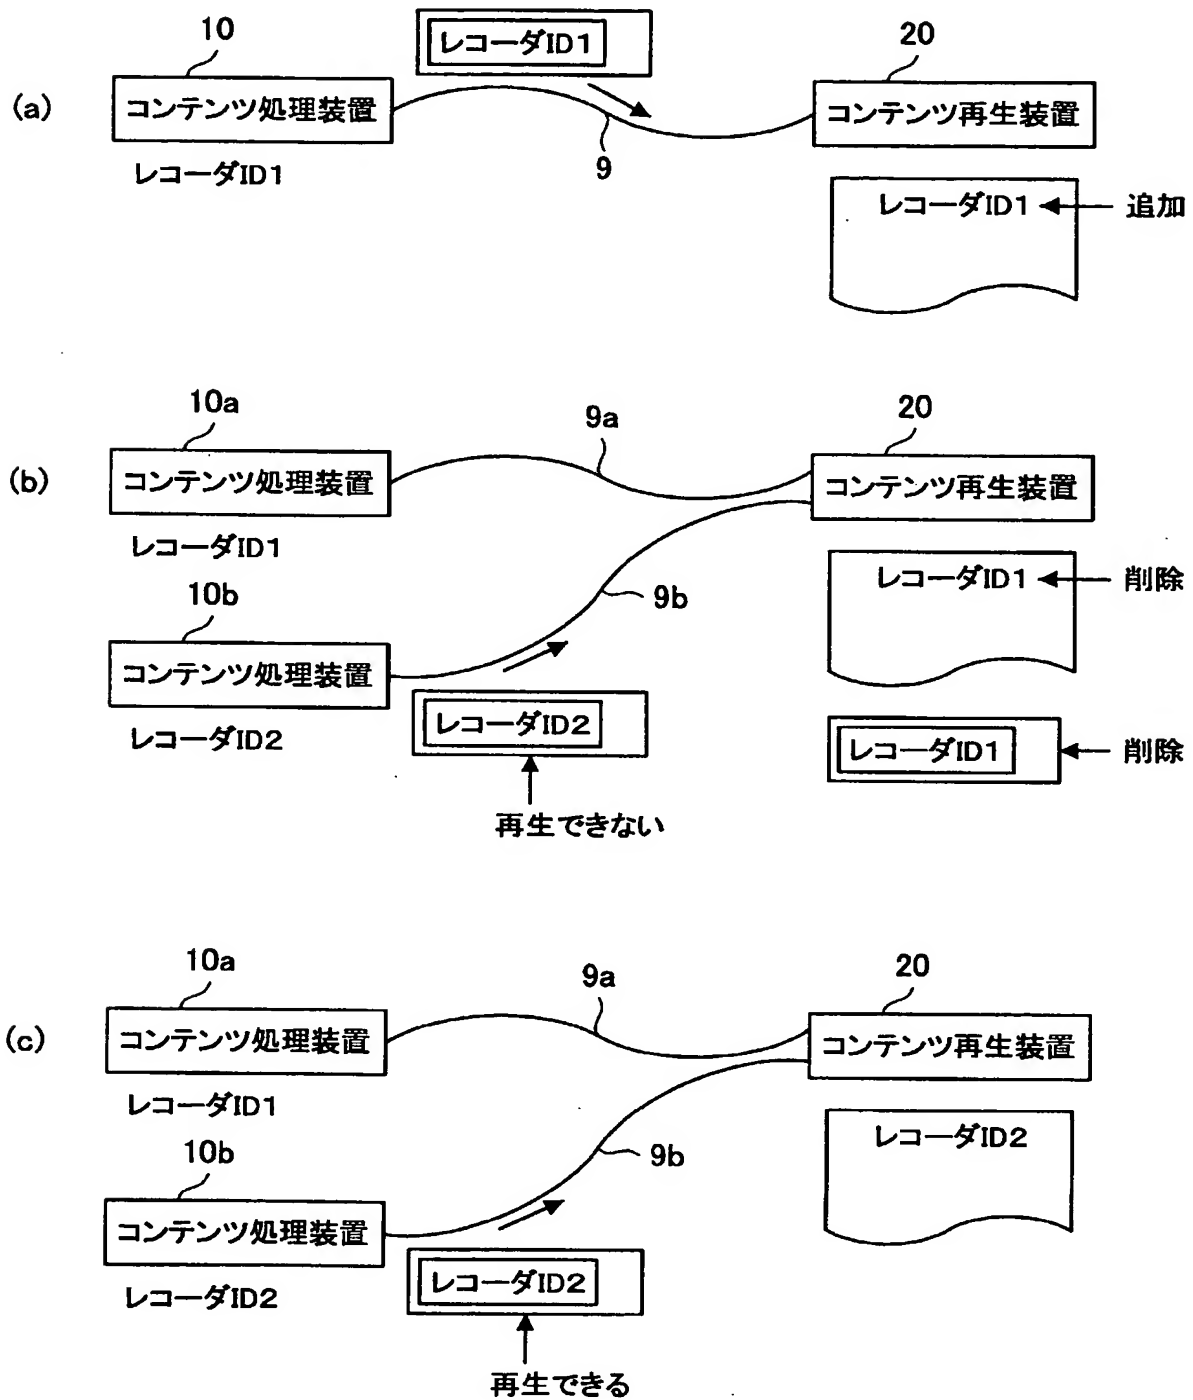 (a)
10
レコーダID1
20
コンテンツ処理装置
コンテンツ再生装置
9
レコーダID1
レコーダID1
追加
(b)
10a
9a
20
コンテンツ処理装置
コンテンツ再生装置
レコーダID1
レコーダID1
削除
10b
9b
コンテンツ処理装置
レコーダID2
レコーダID2
レコーダID1
削除
再生できない
(c)
10a
9a
20
コンテンツ処理装置
コンテンツ再生装置
レコーダID1
レコーダID2
10b
9b
コンテンツ処理装置
レコーダID2
レコーダID2
再生できる